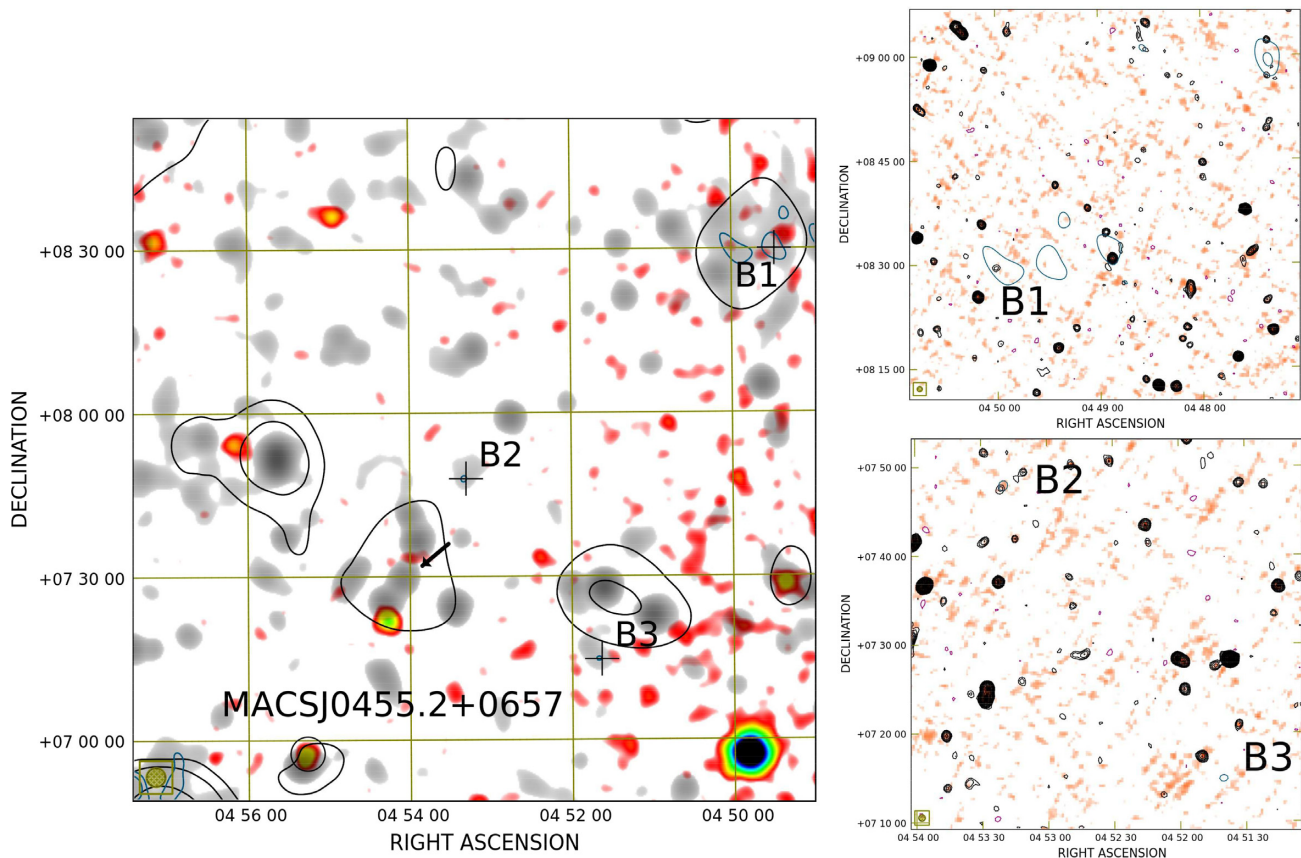 B1
B2
B3
MACSJ0455.2+0657
DECLINATION
+08 30 00
+08 00 00
+07 30 00
+07 00 00
04 56 00
04 54 00
04 52 00
04 50 00
RIGHT ASCENSION
DECLINATION
+09 00 00
+08 45 00
+08 30 00
+08 15 00
B1
04 50 00
04 49 00
04 48 00
RIGHT ASCENSION
DECLINATION
+07 50 00
+07 40 00
+07 30 00
+07 20 00
+07 10 00
B2
B3
04 54 00
04 53 30
04 53 00
04 52 30
04 52 00
04 51 30
RIGHT ASCENSION